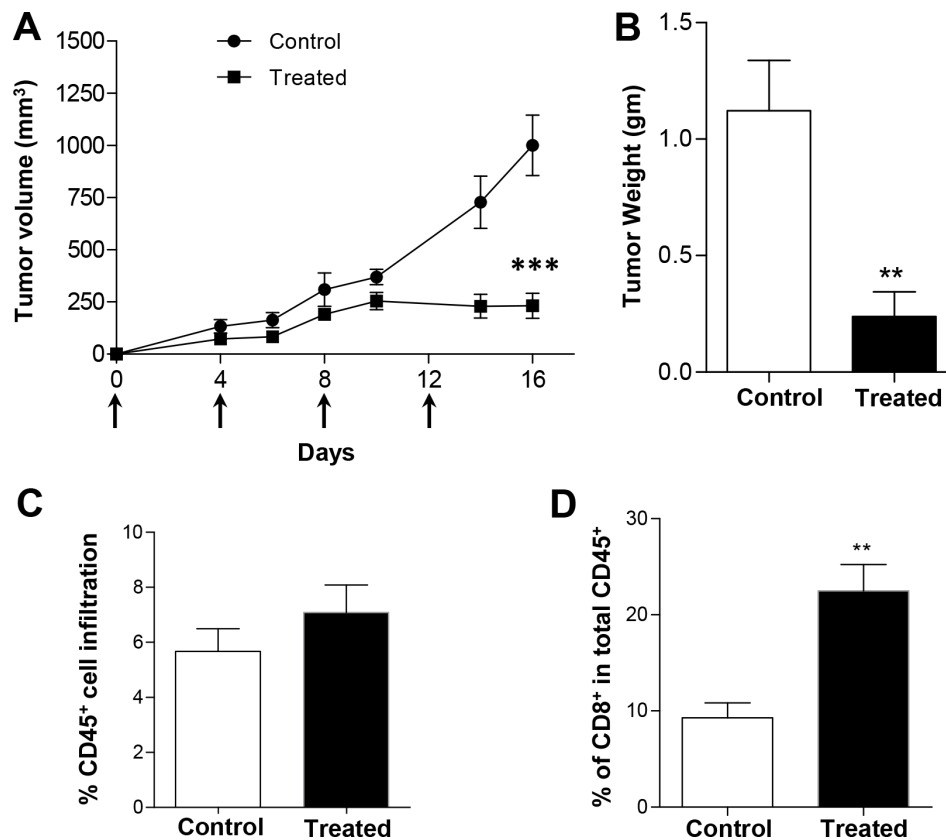 A
Tumor volume (mm³)
1500
1250
1000
750
500
250
0
Control
Treated
***
0 4 8 12 16
Days
B
Tumor Weight (gm)
1.5
1.0
0.5
0.0
**
Control Treated
C
% CD45⁺ cell infiltration
10
8
6
4
2
0
Control Treated
D
% of CD8⁺ in total CD45⁺
30
20
10
0
**
Control Treated